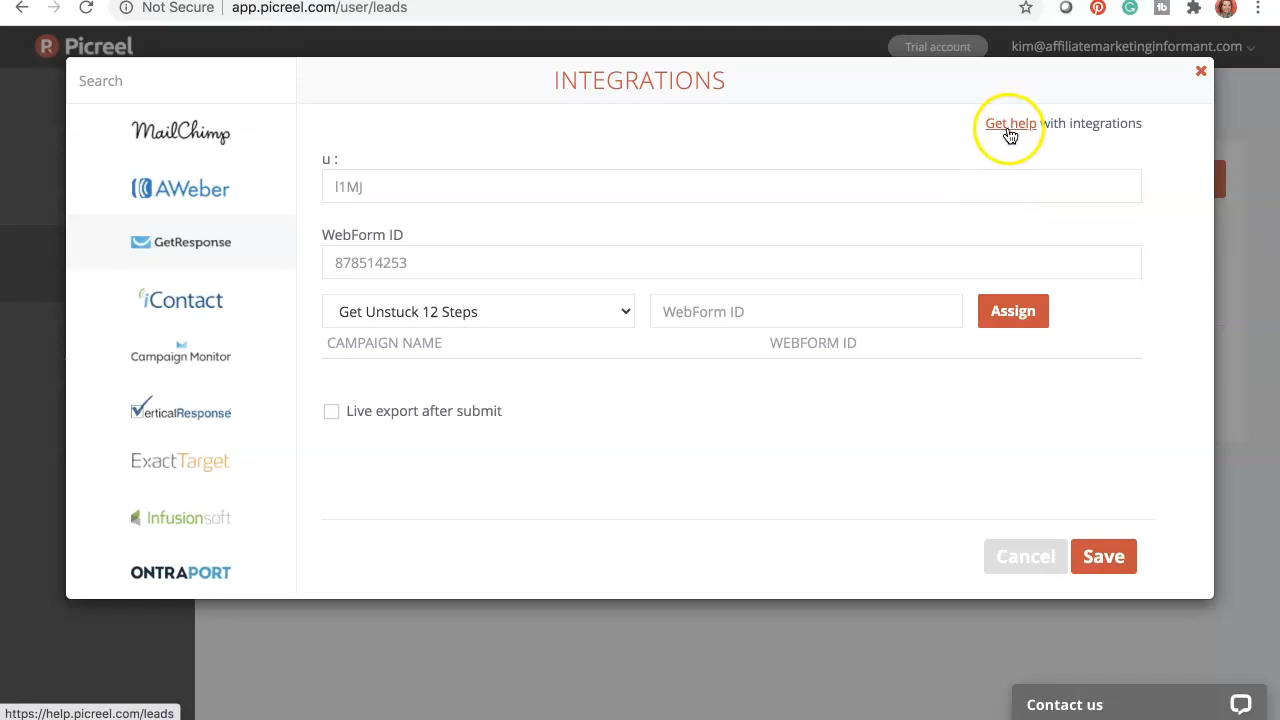 Not Secure
app.picreel.com/user/leads
R Picreel
Trial account
kim@affiliatemarketinginformant.com
Search
INTEGRATIONS
MailChimp
Get help with integrations
u :
l1MJ
AWeber
WebForm ID
GetResponse
878514253
iContact
Get Unstuck 12 Steps
WebForm ID
Assign
CAMPAIGN NAME
WEBFORM ID
Campaign Monitor
VerticalResponse
Live export after submit
ExactTarget
Infusionsoft
Cancel
Save
ONTRAPORT
Contact us
https://help.picreel.com/leads